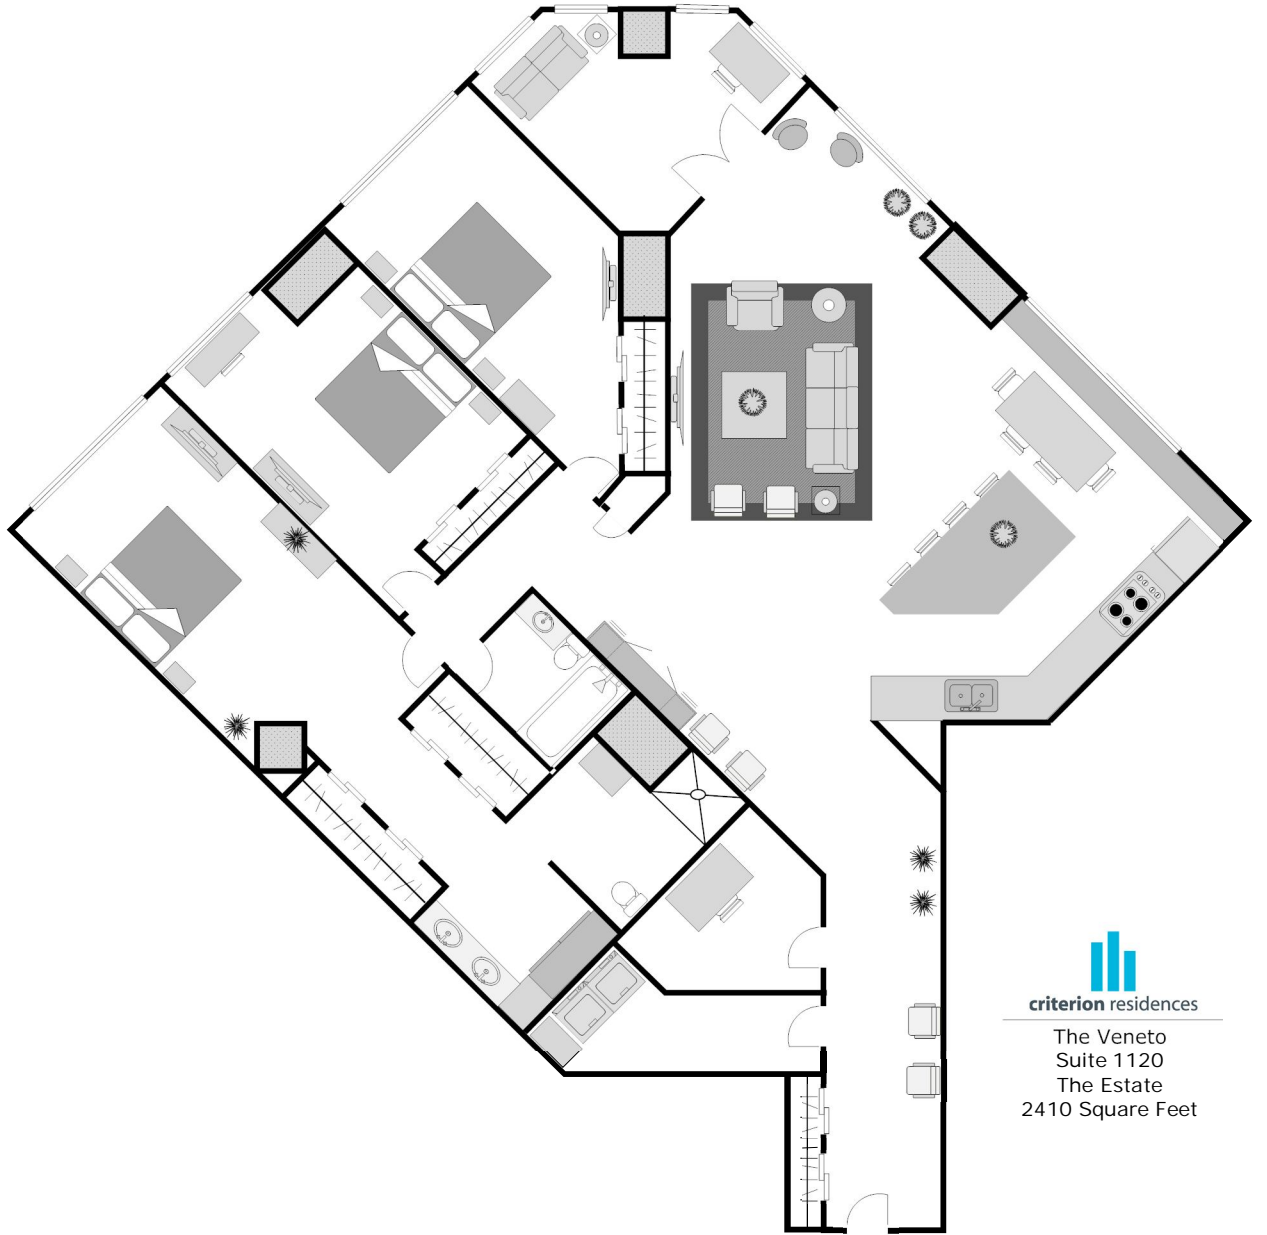 criterion residences
The Veneto
Suite 1120
The Estate
2410 Square Feet